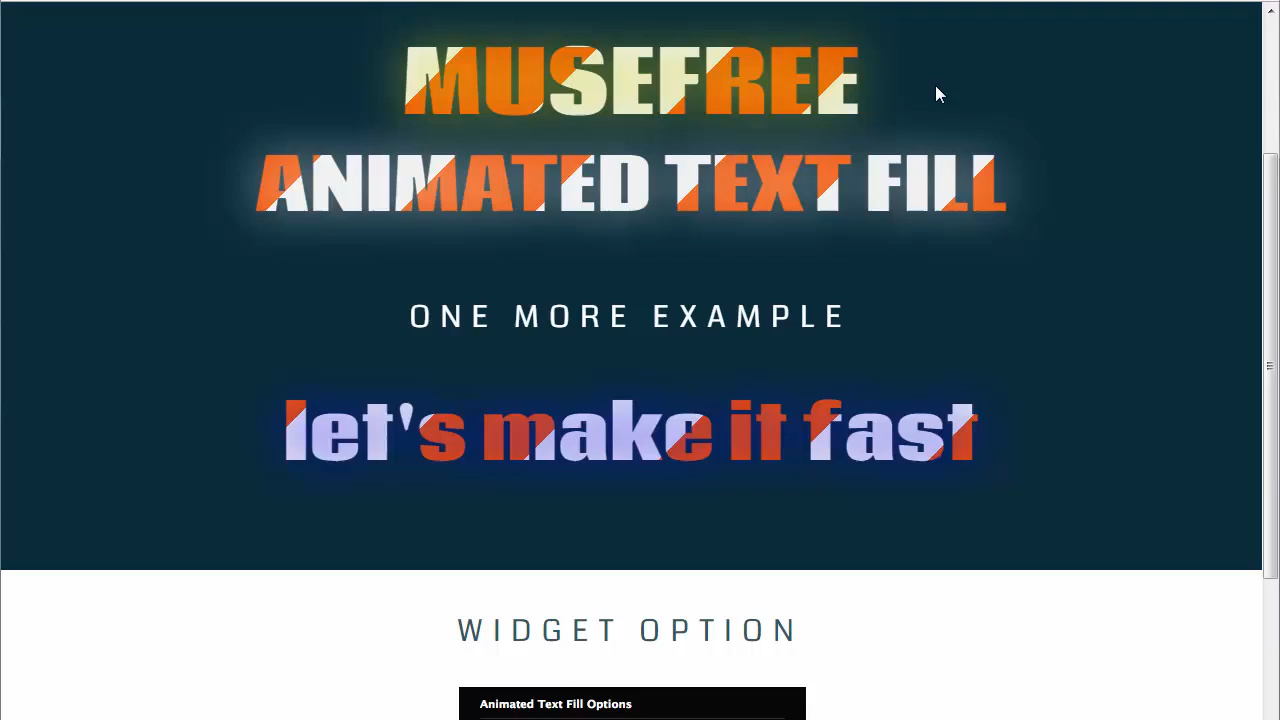 MUSEFREE
ANIMATED TEXT FILL
ONE MORE EXAMPLE
let's make it fast
WIDGET OPTION
Animated Text Fill Options